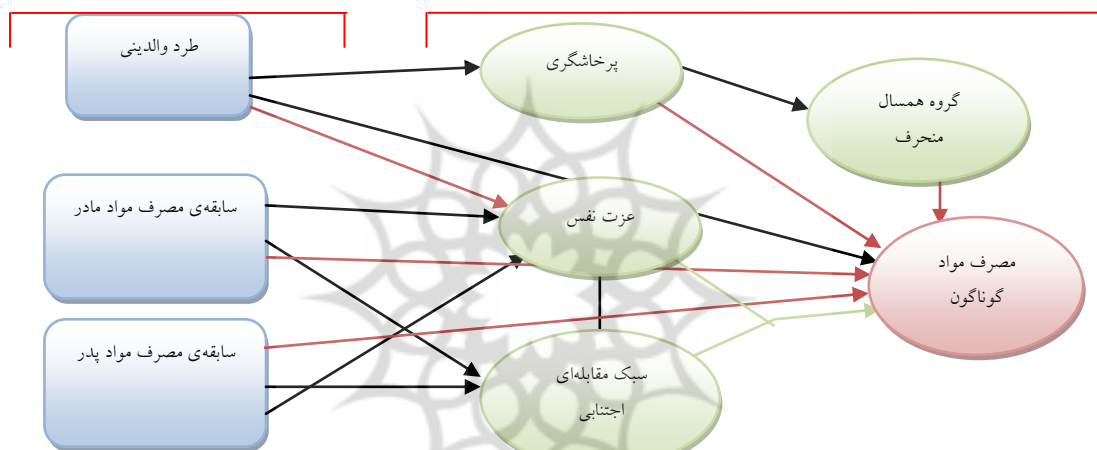 طرد والدینی
پرخاشگری
گروه همسال
منحرف
سابقه‌ی مصرف مواد مادر
عزت نفس
مصرف مواد
گوناگون
سابقه‌ی مصرف مواد پدر
سبک مقابله‌ای
اجتنابی